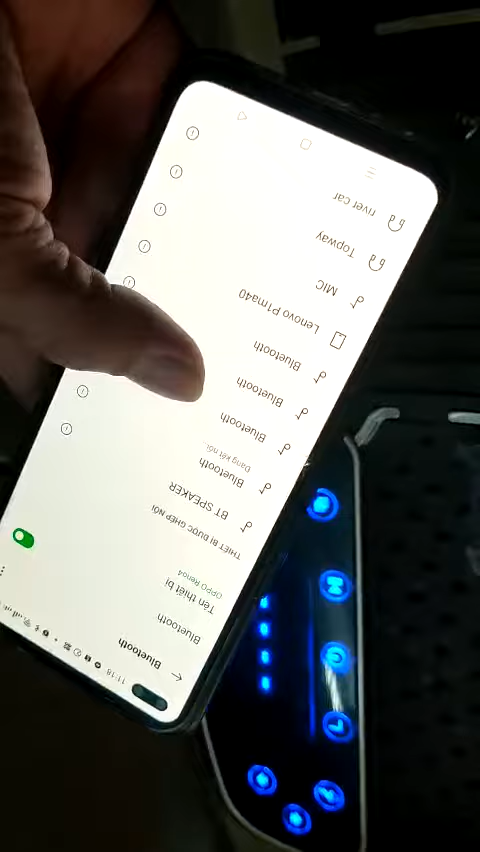 11:18
Bluetooth
Bluetooth
Tên thiết bị
OPPO Reno4
THIẾT BỊ ĐƯỢC GHÉP NỐI
BT SPEAKER
Bluetooth
Đang kết nối...
Bluetooth
Bluetooth
Bluetooth
Lenovo P1ma40
MIC
Topway
river car